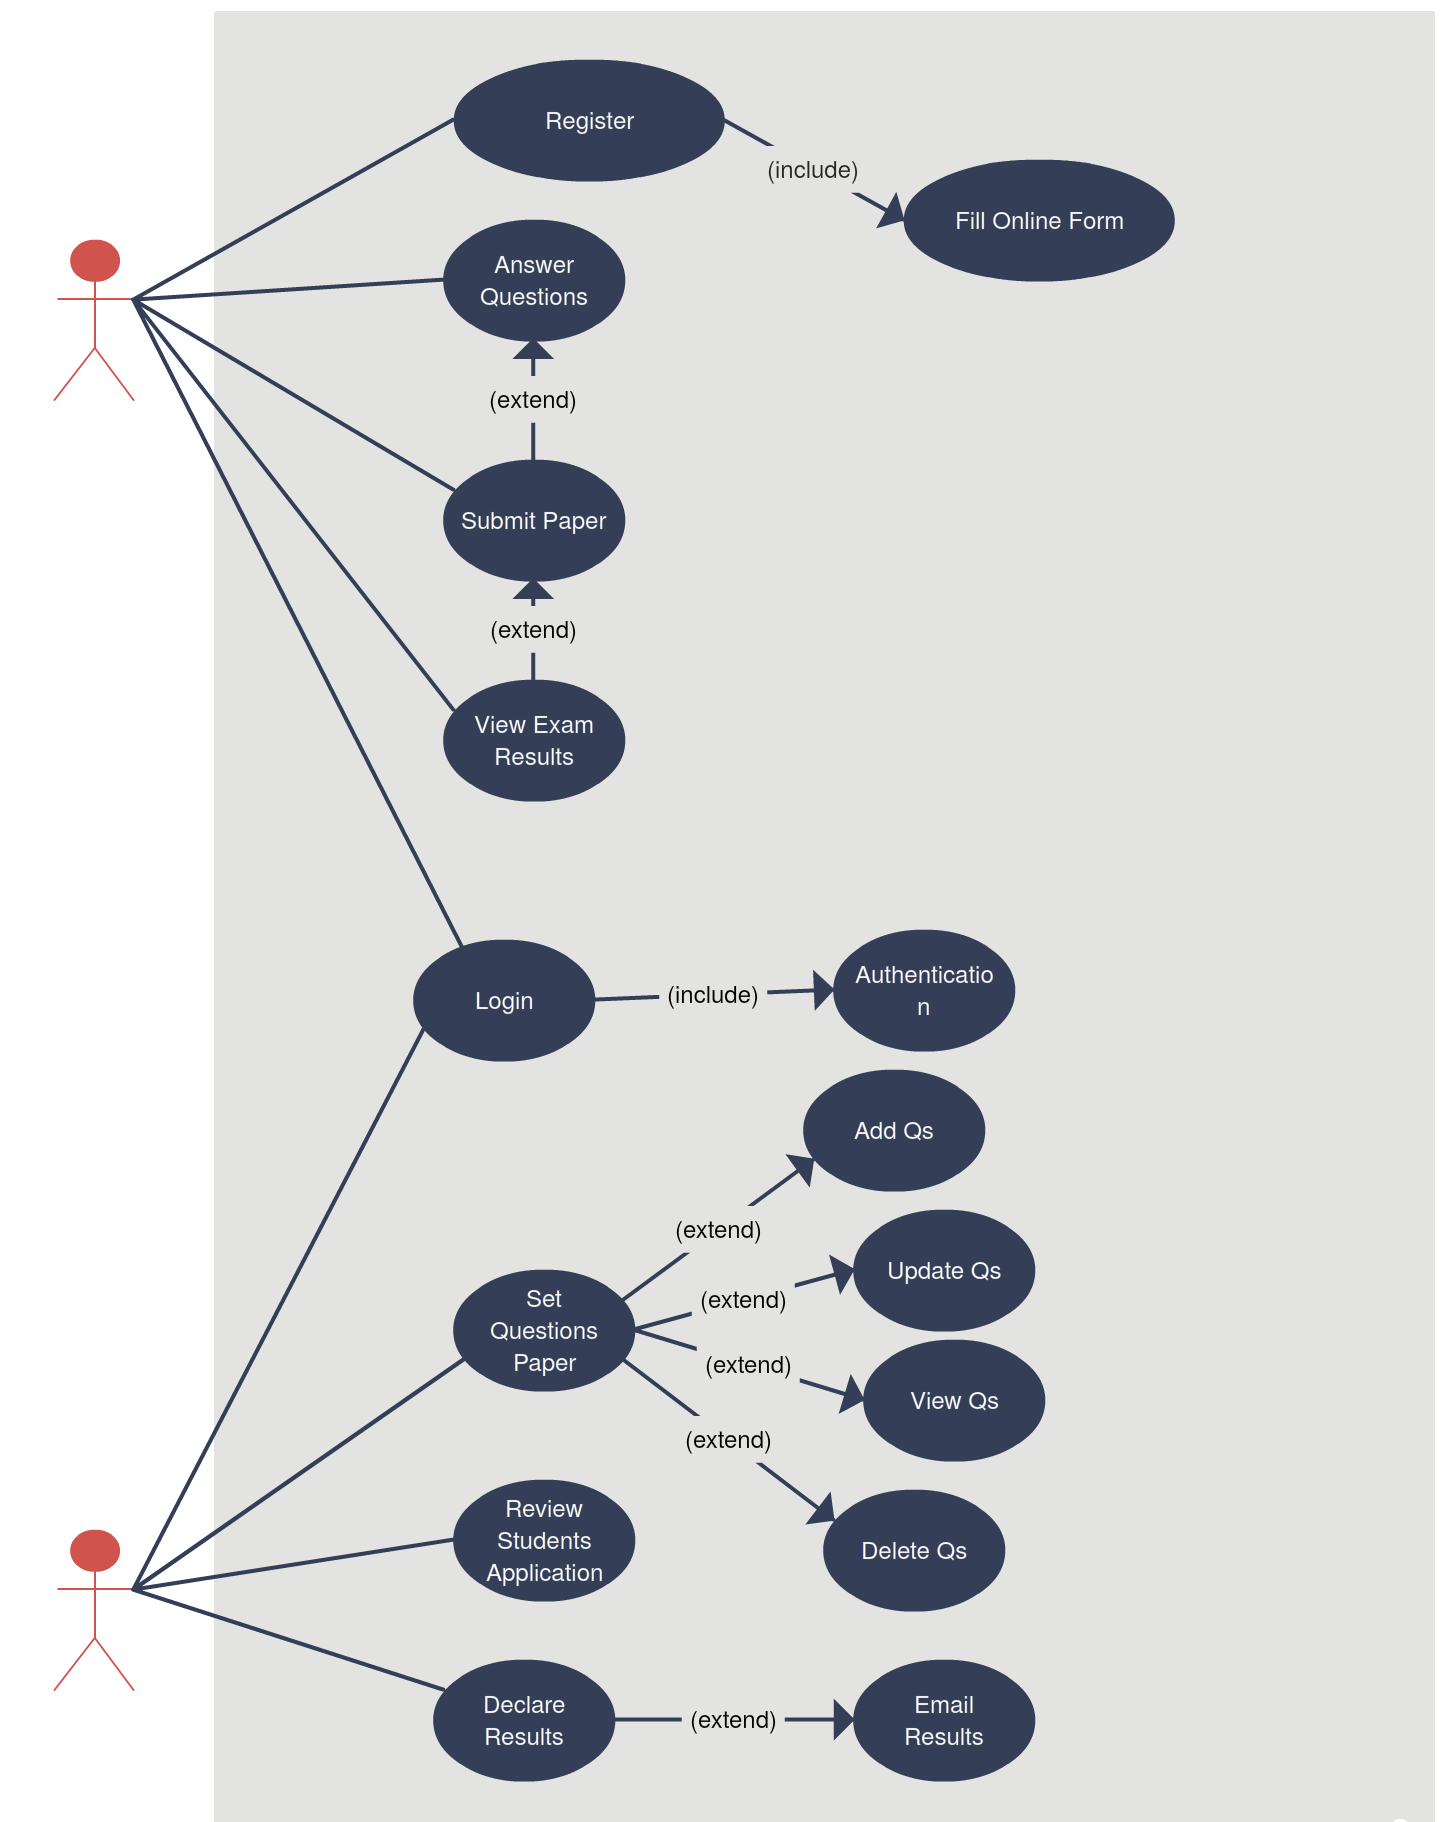 Register
(include)
Fill Online Form
Answer
Questions
(extend)
Submit Paper
(extend)
View Exam
Results
Login
(include)
Authenticatio
n
Add Qs
(extend)
Update Qs
(extend)
Set
Questions
Paper
(extend)
View Qs
(extend)
Delete Qs
Review
Students
Application
Declare
Results
(extend)
Email
Results